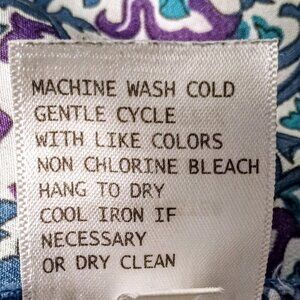 MACHINE WASH COLD
GENTLE CYCLE
WITH LIKE COLORS
NON CHLORINE BLEACH
HANG TO DRY
COOL IRON IF
NECESSARY
OR DRY CLEAN